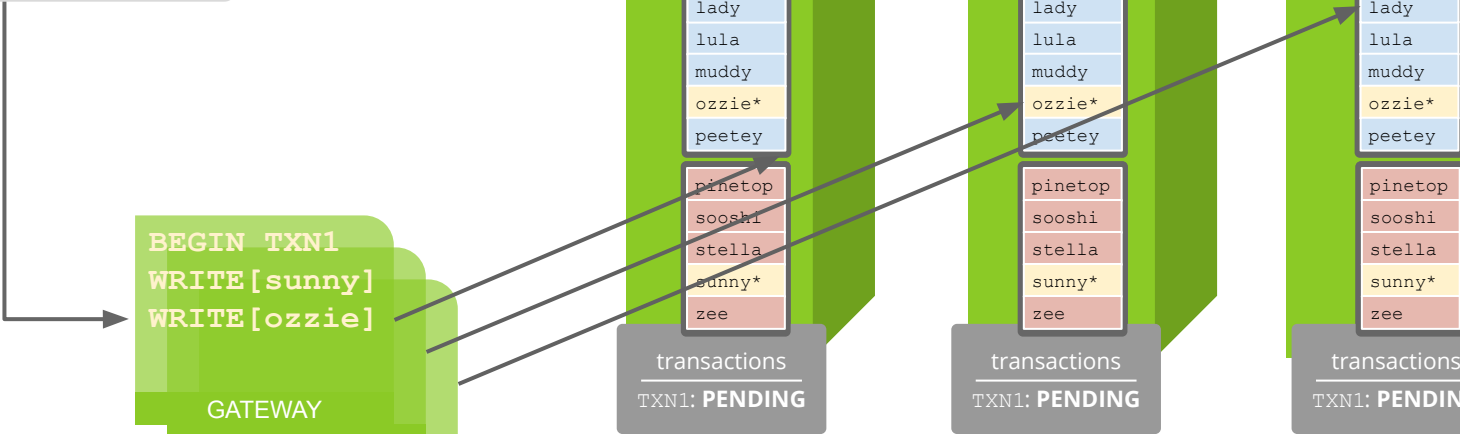 lady
lula
muddy
ozzie*
peetey
pinetop
sooshi
stella
sunny*
zee
transactions
TXN1: PENDING
lady
lula
muddy
ozzie*
peetey
pinetop
sooshi
stella
sunny*
zee
transactions
TXN1: PENDING
lady
lula
muddy
ozzie*
peetey
pinetop
sooshi
stella
sunny*
zee
transactions
TXN1: PENDIN
BEGIN TXN1
WRITE[sunny]
WRITE[ozzie]
GATEWAY